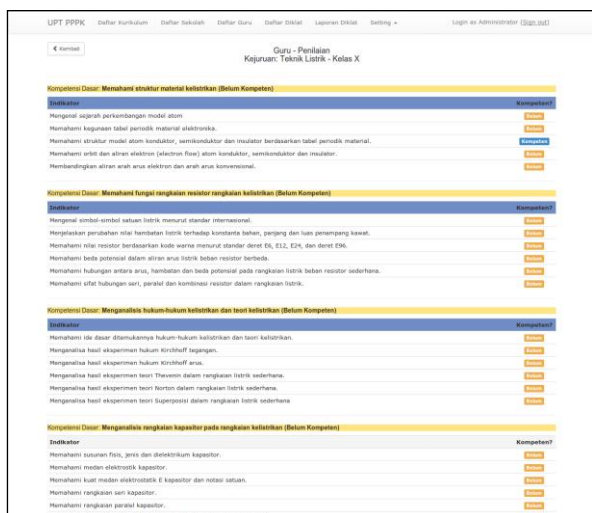 UPT PPPK Daftar Kurikulum Daftar Sekolah Daftar Guru Daftar Diklat Laporan Diklat Setting Login as Administrator (Sign out)
Kembali
Guru - Penilaian
Kejuruan: Teknik Listrik - Kelas X
Kompetensi Dasar: Memahami struktur material kelistrikan (Belum Kompeten)
Indikator Kompeten?
Mengenal sejarah perkembangan model atom Belum
Memahami kegunaan tabel periodik material elektronika. Belum
Memahami struktur model atom konduktor, semikonduktor dan insulator berdasarkan tabel periodik material. Kompeten
Memahami orbit dan aliran elektron (electron flow) atom konduktor, semikonduktor dan insulator. Belum
Membandingkan aliran arah arus elektron dan arah arus konvensional. Belum
Kompetensi Dasar: Memahami fungsi rangkaian resistor rangkaian kelistrikan (Belum Kompeten)
Indikator Kompeten?
Mengenal simbol-simbol satuan listrik menurut standar internasional. Belum
Menjelaskan perubahan nilai hambatan listrik terhadap konstanta bahan, panjang dan luas penampang kawat. Belum
Memahami nilai resistor berdasarkan kode warna menurut standar deret E6, E12, E24, dan deret E96. Belum
Memahami beda potensial dalam aliran arus listrik beban resistor berbeda. Belum
Memahami hubungan antara arus, hambatan dan beda potensial pada rangkaian listrik beban resistor sederhana. Belum
Memahami sifat hubungan seri, paralel dan kombinasi resistor dalam rangkaian listrik. Belum
Kompetensi Dasar: Menganalisis hukum-hukum kelistrikan dan teori kelistrikan (Belum Kompeten)
Indikator Kompeten?
Memahami ide dasar ditemukannya hukum-hukum kelistrikan dan teori kelistrikan. Belum
Menganalisa hasil eksperimen hukum Kirchhoff tegangan. Belum
Menganalisa hasil eksperimen hukum Kirchhoff arus. Belum
Menganalisa hasil eksperimen teori Thevenin dalam rangkaian listrik sederhana. Belum
Menganalisa hasil eksperimen teori Norton dalam rangkaian listrik sederhana. Belum
Menganalisa hasil eksperimen teori Superposisi dalam rangkaian listrik sederhana Belum
Kompetensi Dasar: Menganalisis rangkaian kapasitor pada rangkaian kelistrikan (Belum Kompeten)
Indikator Kompeten?
Memahami susunan fisis, jenis dan dielektrikum kapasitor. Belum
Memahami medan elektrostik kapasitor. Belum
Memahami kuat medan elektrostatik E kapasitor dan notasi satuan. Belum
Memahami rangkaian seri kapasitor. Belum
Memahami rangkaian paralel kapasitor. Belum